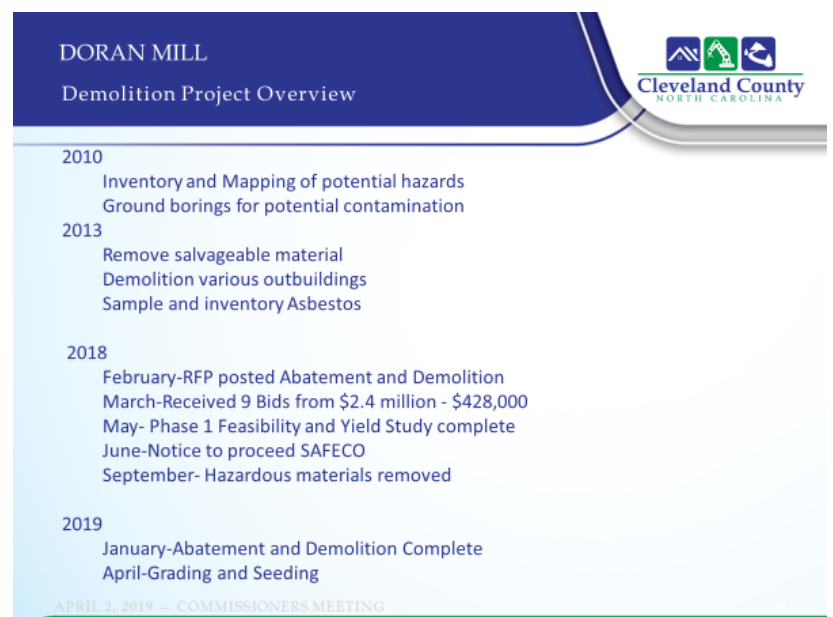 DORAN MILL
Demolition Project Overview
Cleveland County
NORTH CAROLINA
2010
Inventory and Mapping of potential hazards
Ground borings for potential contamination
2013
Remove salvageable material
Demolition various outbuildings
Sample and inventory Asbestos
2018
February-RFP posted Abatement and Demolition
March-Received 9 Bids from $2.4 million - $428,000
May- Phase 1 Feasibility and Yield Study complete
June-Notice to proceed SAFECO
September- Hazardous materials removed
2019
January-Abatement and Demolition Complete
April-Grading and Seeding
APRIL 2, 2019 – COMMISSIONERS MEETING